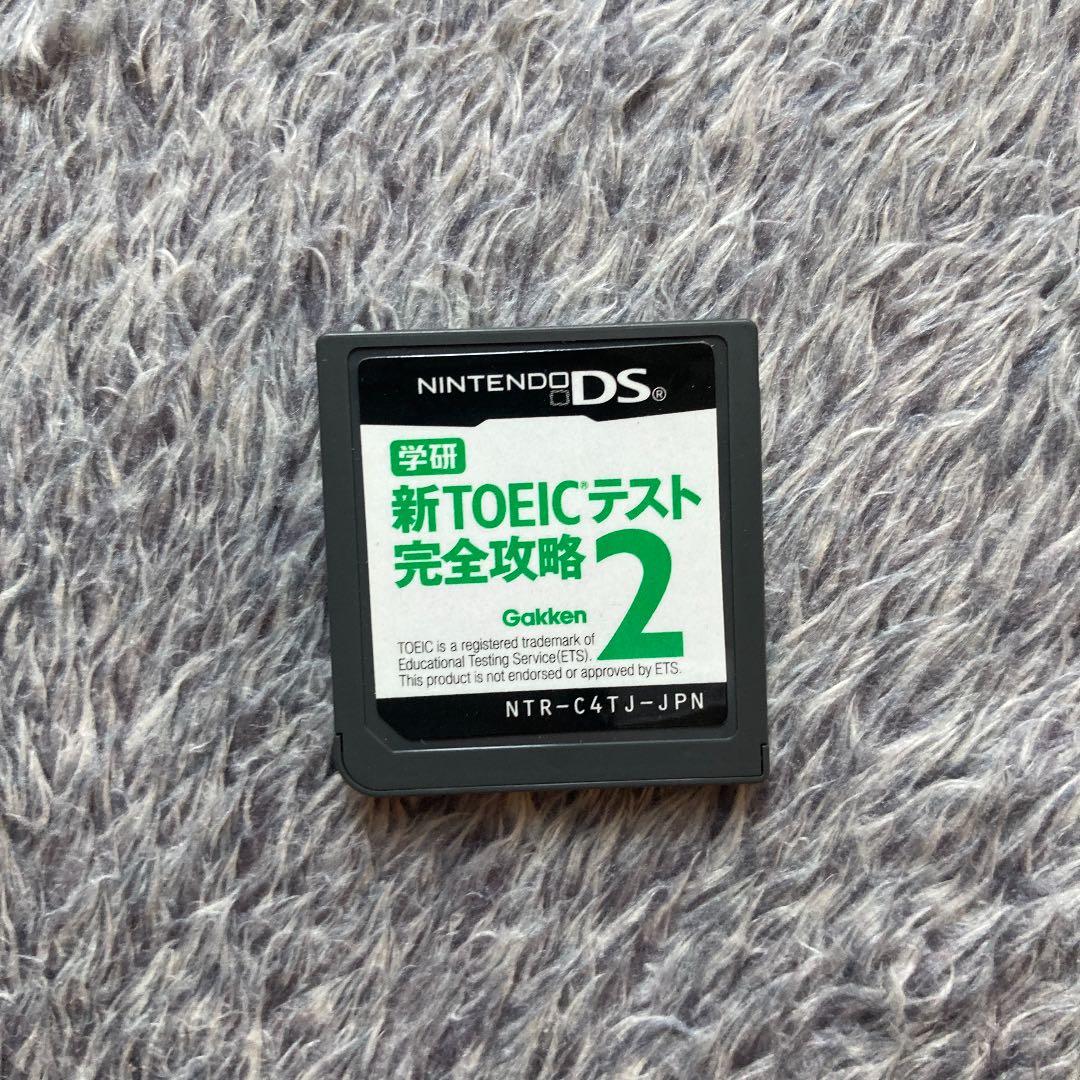 NINTENDO DS®
学研
新TOEIC®テスト
完全攻略2
Gakken
TOEIC is a registered trademark of
Educational Testing Service(ETS).
This product is not endorsed or approved by ETS.
NTR-C4TJ-JPN